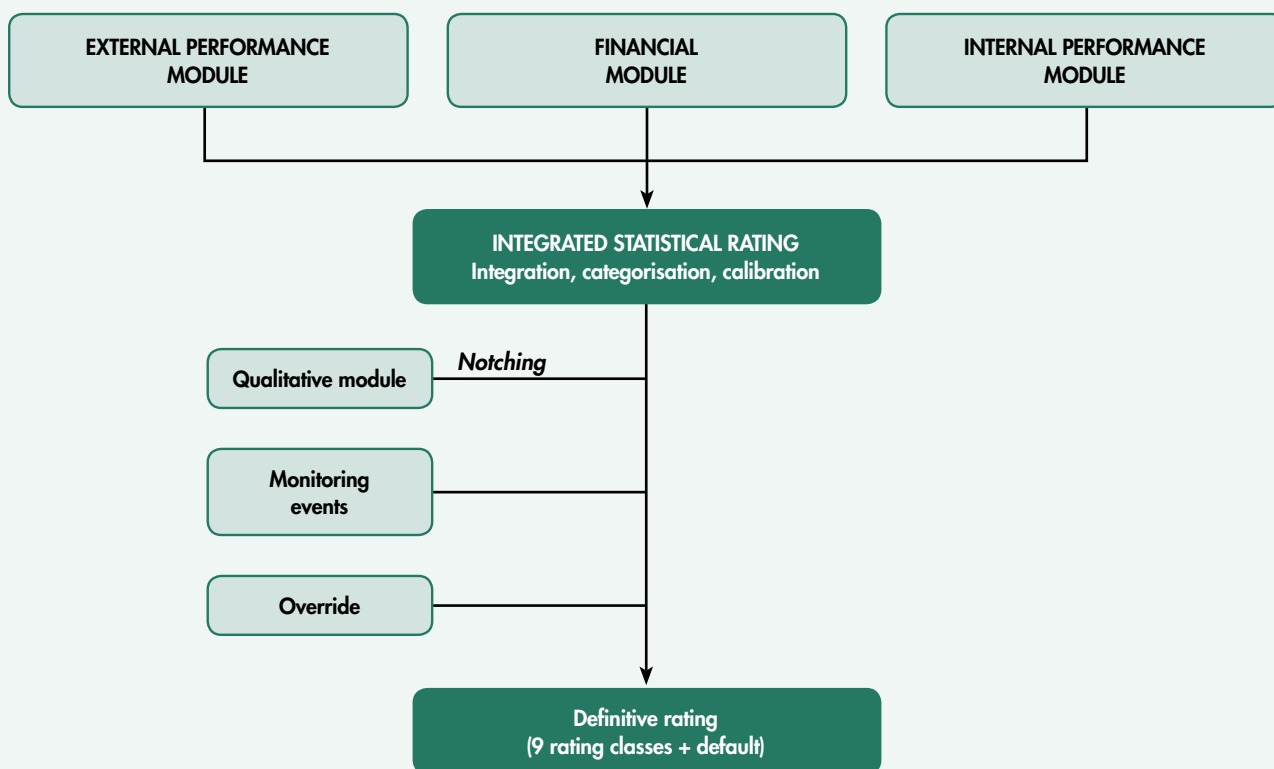 EXTERNAL PERFORMANCE
MODULE
FINANCIAL
MODULE
INTERNAL PERFORMANCE
MODULE
INTEGRATED STATISTICAL RATING
Integration, categorisation, calibration
Qualitative module
Notching
Monitoring
events
Override
Definitive rating
(9 rating classes + default)